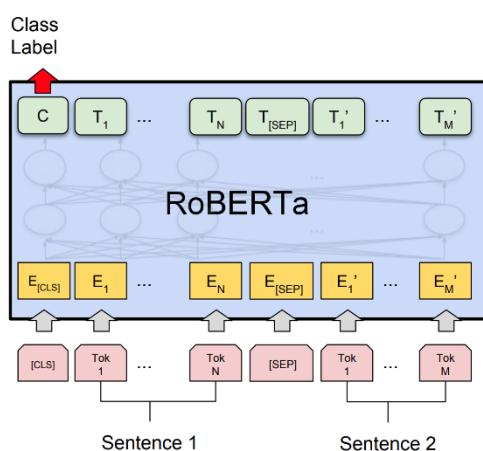 Class
Label
C T1 ... TN T[SEP] T1' ... TM'
...
...
RoBERTa
E[CLS] E1 ... EN E[SEP] E1' ... EM'
[CLS] Tok 1 ... Tok N [SEP] Tok 1 ... Tok M
Sentence 1 Sentence 2